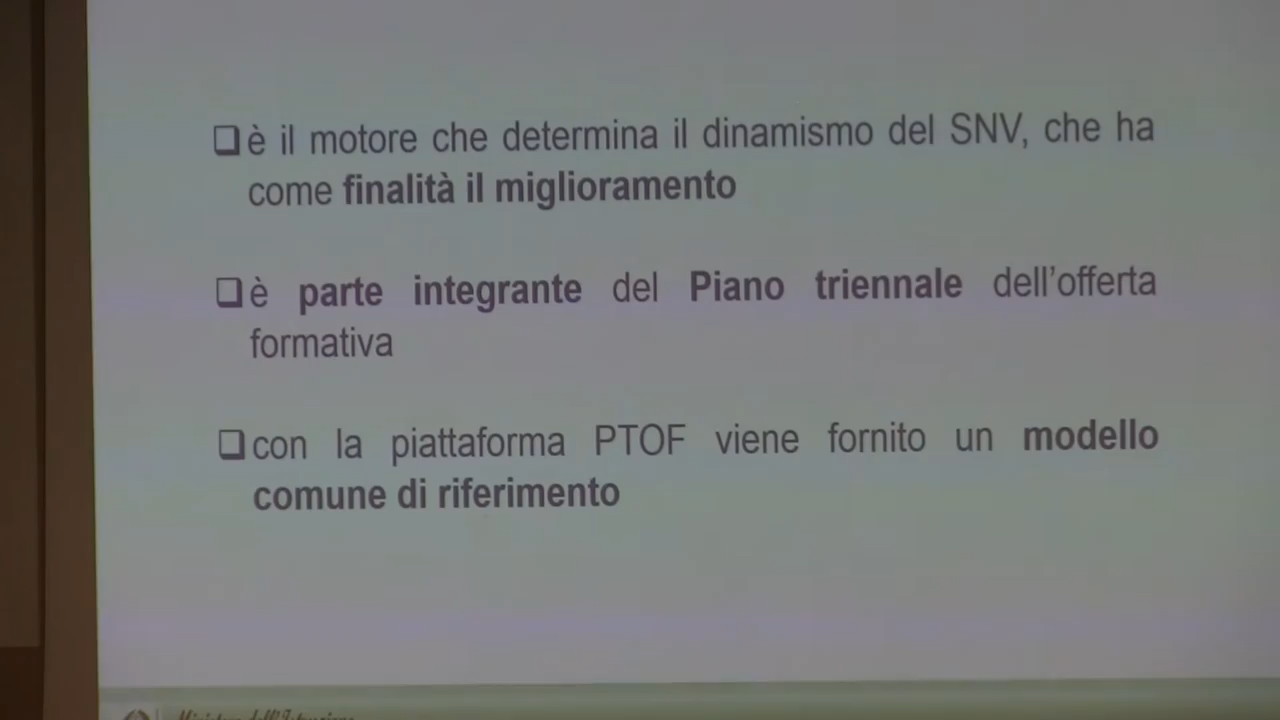 ❑è il motore che determina il dinamismo del SNV, che ha
come finalità il miglioramento
❑è parte integrante del Piano triennale dell'offerta
formativa
❑con la piattaforma PTOF viene fornito un modello
comune di riferimento